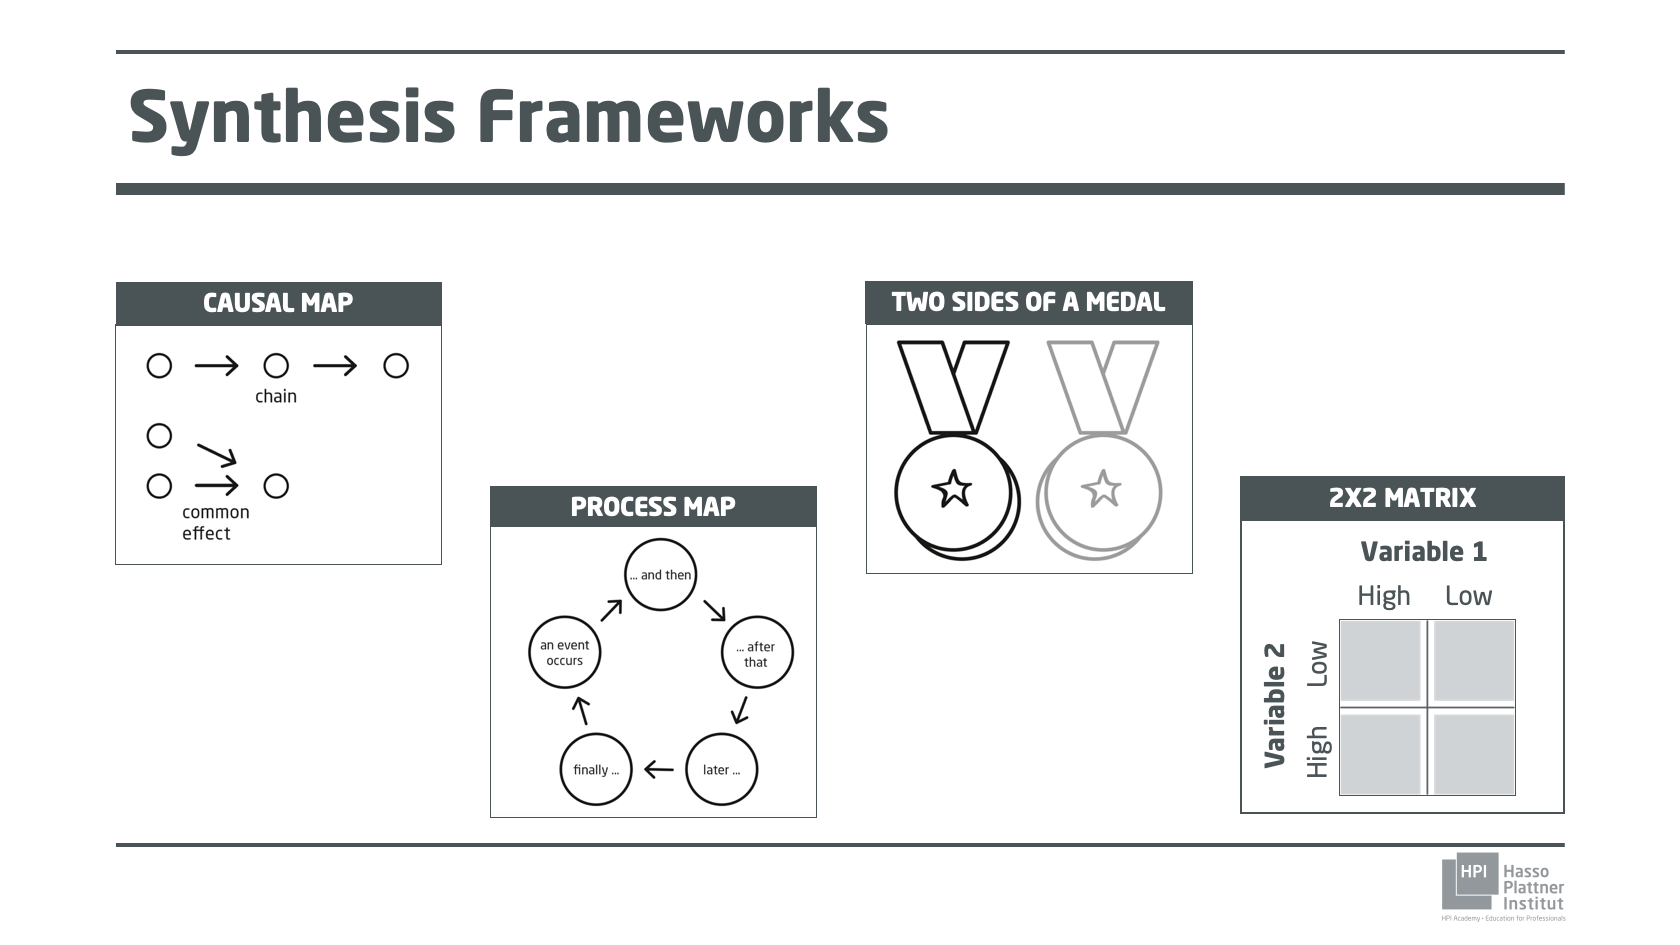 Synthesis Frameworks
CAUSAL MAP
chain
common
effect
PROCESS MAP
... and then
... after
that
later ...
finally ...
an event
occurs
TWO SIDES OF A MEDAL
2X2 MATRIX
Variable 1
High Low
Variable 2
Low
High
HPI
Hasso
Plattner
Institut
HPI Academy • Education for Professionals